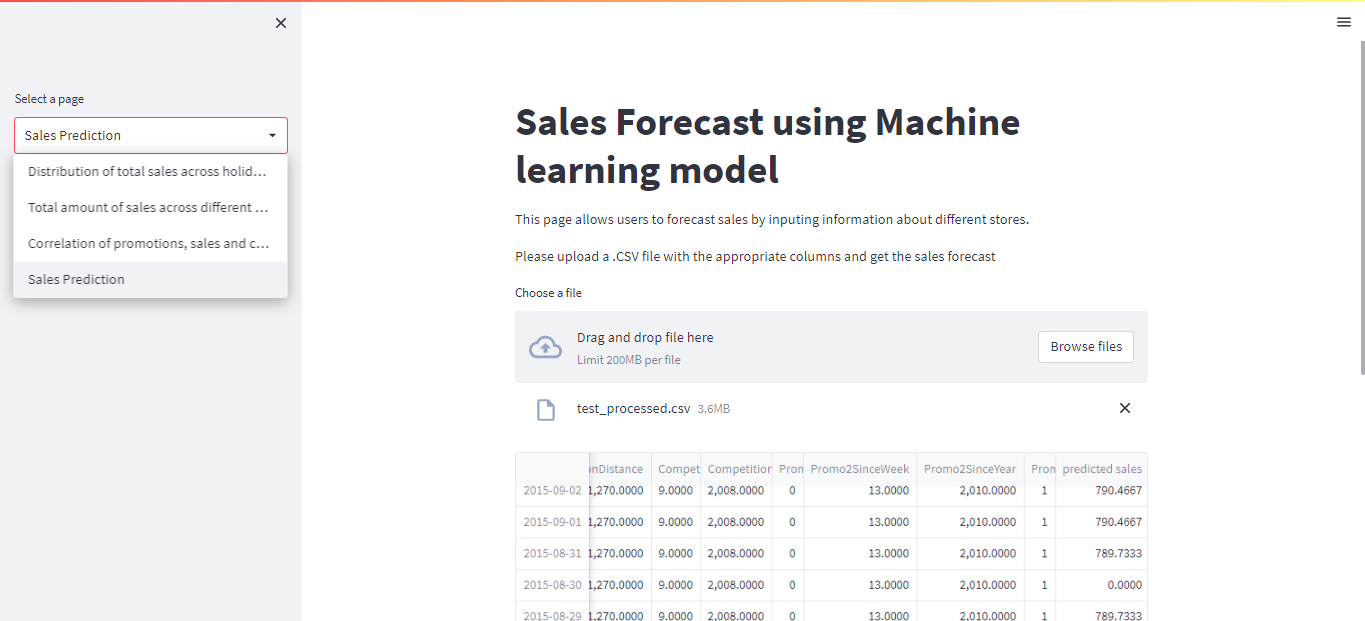 Select a page
Sales Prediction
Distribution of total sales across holid...
Total amount of sales across different ...
Correlation of promotions, sales and c...
Sales Prediction
Sales Forecast using Machine
learning model
This page allows users to forecast sales by inputing information about different stores.
Please upload a .CSV file with the appropriate columns and get the sales forecast
Choose a file
Drag and drop file here
Limit 200MB per file
Browse files
test_processed.csv 3.6MB
onDistance Compet Competition Prom Promo2SinceWeek Promo2SinceYear Prom predicted sales
2015-09-02 1,270.0000 9.0000 2,008.0000 0 13.0000 2,010.0000 1 790.4667
2015-09-01 1,270.0000 9.0000 2,008.0000 0 13.0000 2,010.0000 1 790.4667
2015-08-31 1,270.0000 9.0000 2,008.0000 0 13.0000 2,010.0000 1 789.7333
2015-08-30 1,270.0000 9.0000 2,008.0000 0 13.0000 2,010.0000 1 0.0000
2015-08-29 1,270.0000 9.0000 2,008.0000 0 13.0000 2,010.0000 1 789.7333